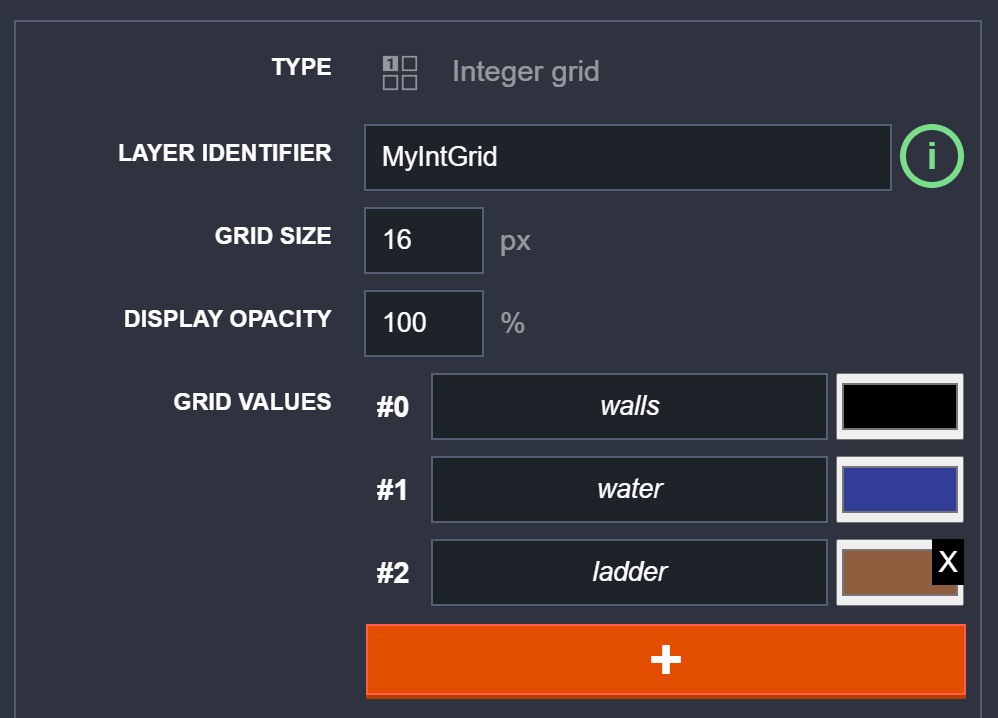 TYPE 1 Integer grid
LAYER IDENTIFIER MyIntGrid i
GRID SIZE 16 px
DISPLAY OPACITY 100 %
GRID VALUES #0 walls
#1 water
#2 ladder X
+